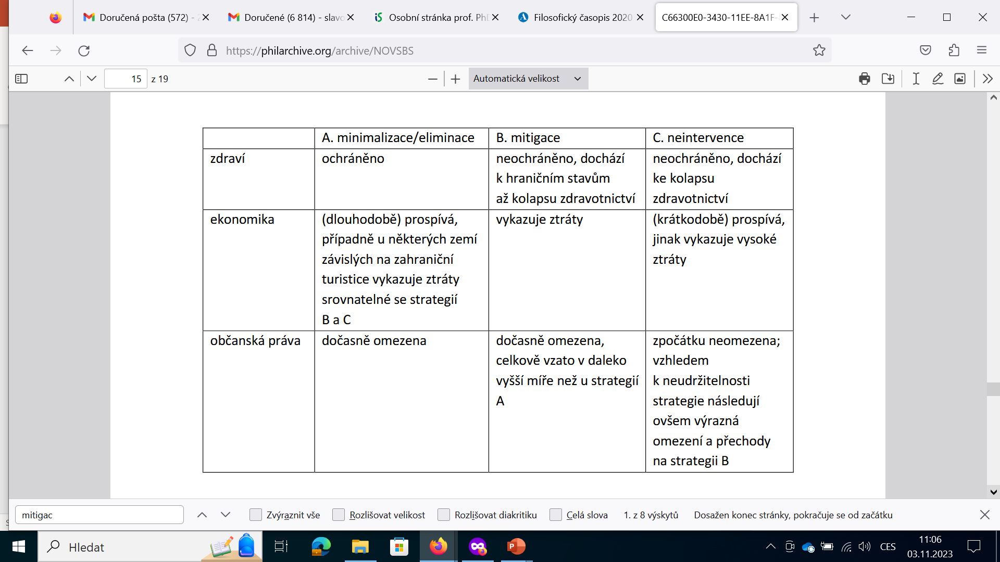 Doručená pošta (572) - 2
Doručené (6 814) - slavo
Osobní stránka prof. PhD
Filosofický časopis 2020
C66300E0-3430-11EE-8A1F-
https://philarchive.org/archive/NOVSBS
15 z 19
Automatická velikost
A. minimalizace/eliminace
B. mitigace
C. neintervence
zdraví
ochráněno
neochráněno, dochází
k hraničním stavům
až kolapsu zdravotnictví
neochráněno, dochází
ke kolapsu
zdravotnictví
ekonomika
(dlouhodobě) prospívá,
případně u některých zemí
závislých na zahraniční
turistice vykazuje ztráty
srovnatelné se strategií
B a C
vykazuje ztráty
(krátkodobě) prospívá,
jinak vykazuje vysoké
ztráty
občanská práva
dočasně omezena
dočasně omezena,
celkově vzato v daleko
vyšší míře než u strategií
A
zpočátku neomezena;
vzhledem
k neudržitelnosti
strategie následují
ovšem výrazná
omezení a přechody
na strategii B
mitigac
Zvýraznit vše
Rozlišovat velikost
Rozlišovat diakritiku
Celá slova
1. z 8 výskytů
Dosažen konec stránky, pokračuje se od začátku
Hledat
CES
11:06
03.11.2023